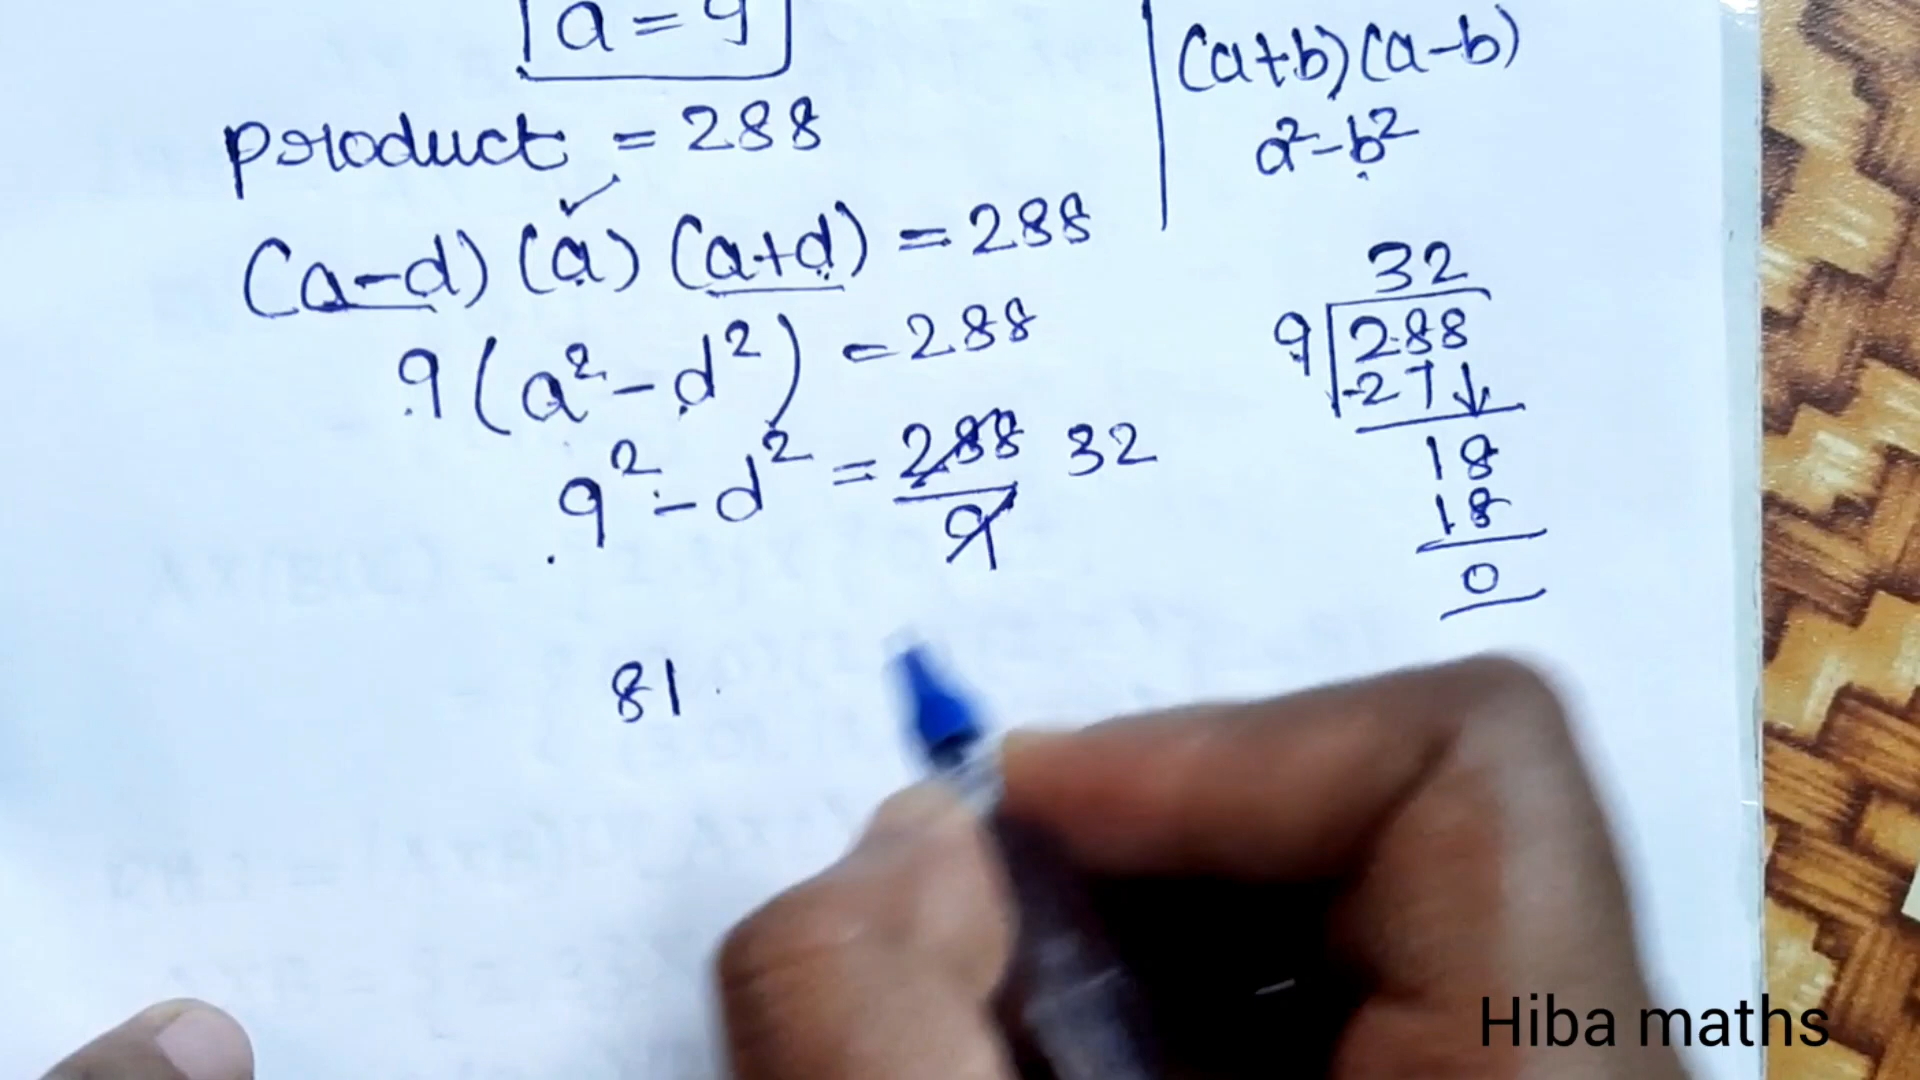 a = 9
product = 288
(a-d) (a) (a+d) = 288
9(a²-d²) = 288
9²-d² = 288/9 32
81
(a+b)(a-b)
a²-b²
32
9 288
-27↓
18
18
0
Hiba maths